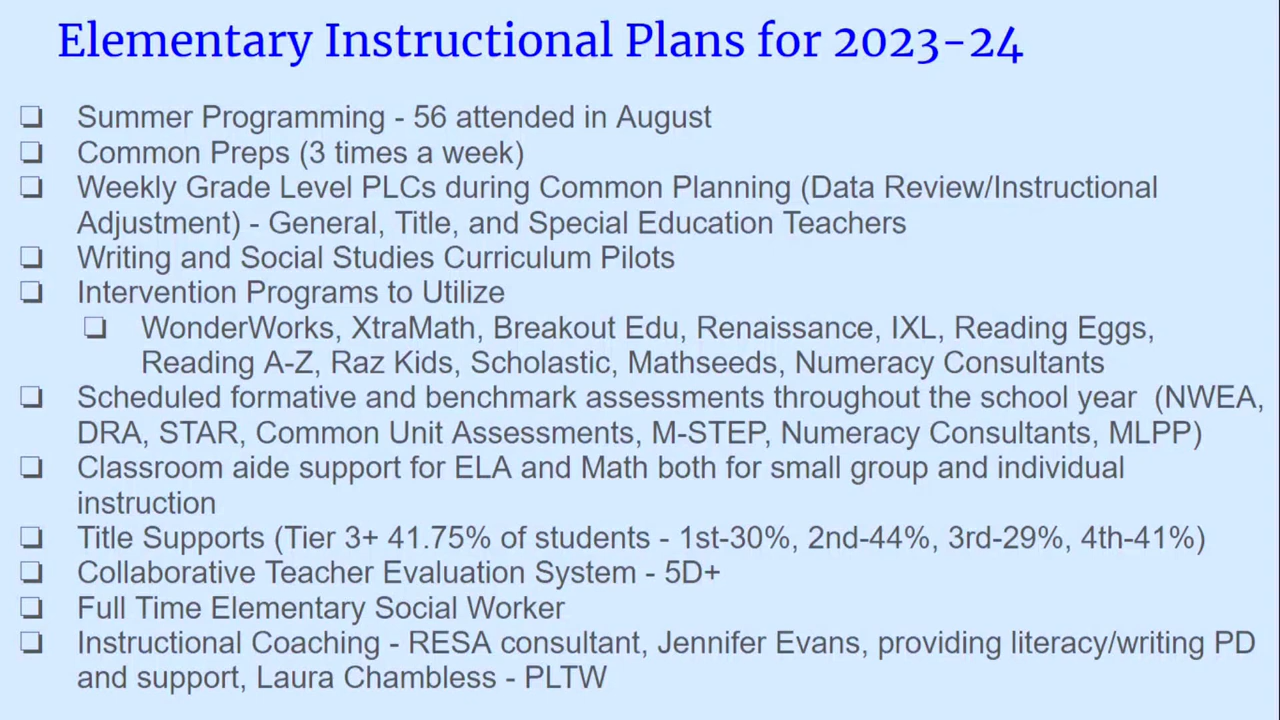 Elementary Instructional Plans for 2023-24
❏ Summer Programming - 56 attended in August
❏ Common Preps (3 times a week)
❏ Weekly Grade Level PLCs during Common Planning (Data Review/Instructional
Adjustment) - General, Title, and Special Education Teachers
❏ Writing and Social Studies Curriculum Pilots
❏ Intervention Programs to Utilize
❏ WonderWorks, XtraMath, Breakout Edu, Renaissance, IXL, Reading Eggs,
Reading A-Z, Raz Kids, Scholastic, Mathseeds, Numeracy Consultants
❏ Scheduled formative and benchmark assessments throughout the school year (NWEA,
DRA, STAR, Common Unit Assessments, M-STEP, Numeracy Consultants, MLPP)
❏ Classroom aide support for ELA and Math both for small group and individual
instruction
❏ Title Supports (Tier 3+ 41.75% of students - 1st-30%, 2nd-44%, 3rd-29%, 4th-41%)
❏ Collaborative Teacher Evaluation System - 5D+
❏ Full Time Elementary Social Worker
❏ Instructional Coaching - RESA consultant, Jennifer Evans, providing literacy/writing PD
and support, Laura Chambless - PLTW